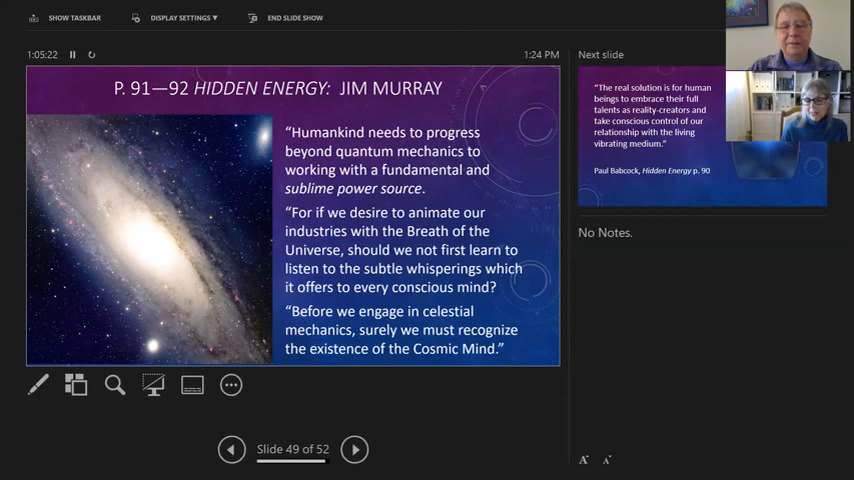 SHOW TASKBAR
DISPLAY SETTINGS ▼
END SLIDE SHOW
1:05:22
1:24 PM
P. 91—92 HIDDEN ENERGY: JIM MURRAY
“Humankind needs to progress
beyond quantum mechanics to
working with a fundamental and
sublime power source.
“For if we desire to animate our
industries with the Breath of the
Universe, should we not first learn to
listen to the subtle whisperings which
it offers to every conscious mind?
“Before we engage in celestial
mechanics, surely we must recognize
the existence of the Cosmic Mind.”
Slide 49 of 52
Next slide
“The real solution is for human
beings to embrace their full
talents as reality-creators and
take conscious control of our
relationship with the living
vibrating medium.”
Paul Babcock, Hidden Energy p. 90
No Notes.
A A